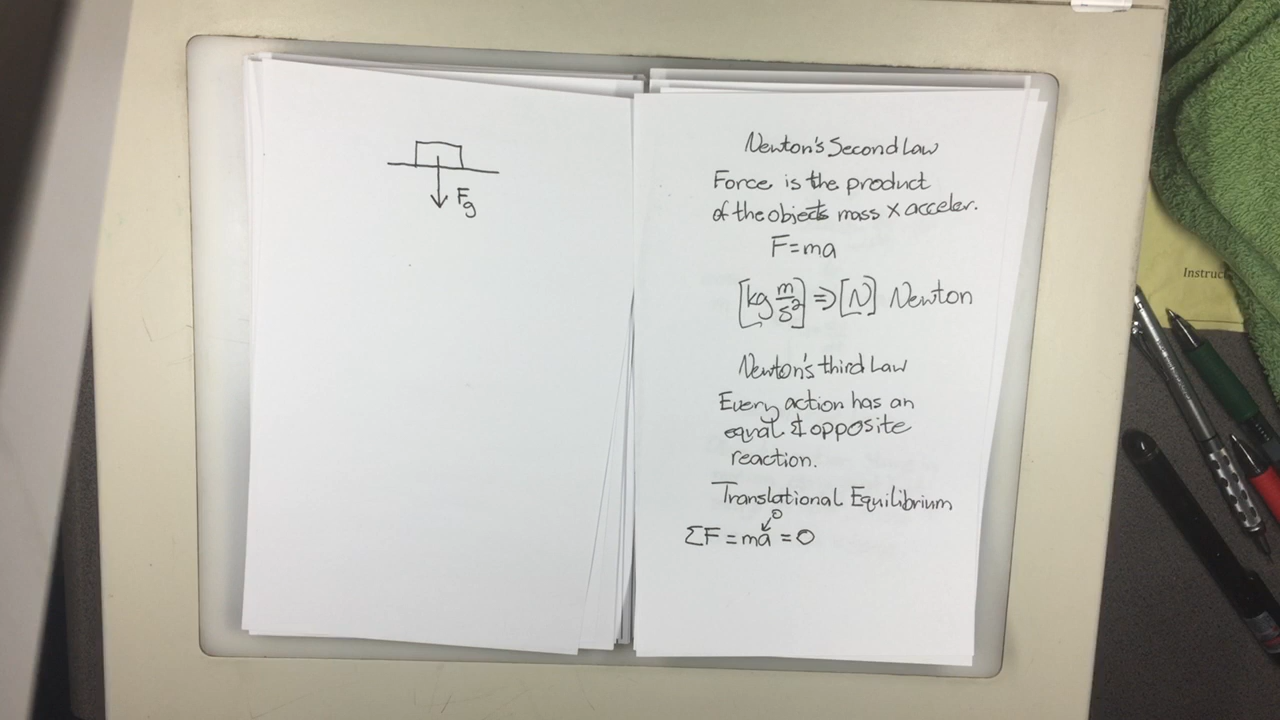 Fg
Newton's Second Law
Force is the product
of the objects mass x acceler.
F=ma
[kg m/s²] ⇒ [N] Newton
Newton's third Law
Every action has an
equal & opposite
reaction.
Translational Equilibrium
0
ΣF = ma = 0
Instruc